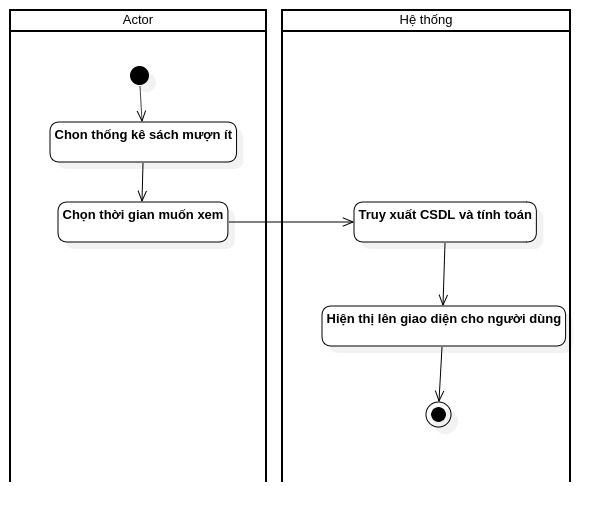 Actor
Hệ thống
Chon thống kê sách mượn ít
Chọn thời gian muốn xem
Truy xuất CSDL và tính toán
Hiện thị lên giao diện cho người dùng